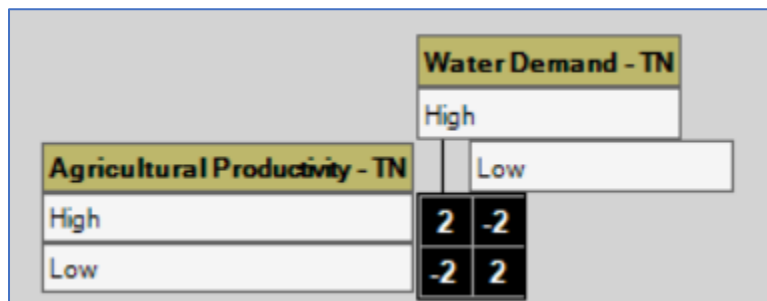 Water Demand - TN
High
Agricultural Productivity - TN
Low
High
2 -2
Low
-2 2